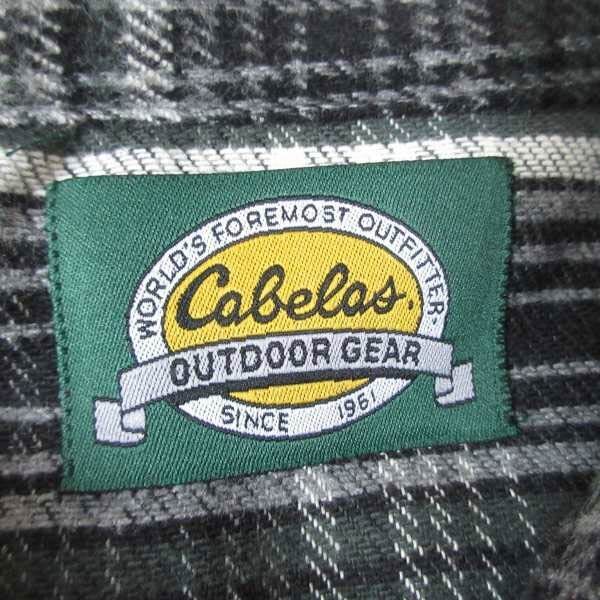 WORLD'S FOREMOST OUTFITTER
Cabelas.
OUTDOOR GEAR
SINCE 1961